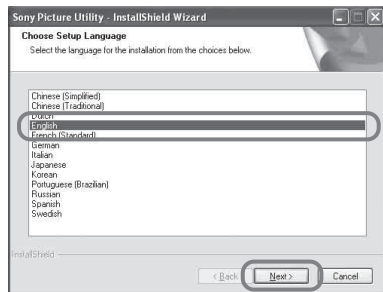 Sony Picture Utility - InstallShield Wizard
Choose Setup Language
Select the language for the installation from the choices below.
Chinese (Simplified)
Chinese (Traditional)
Dutch
English
French (Standard)
German
Italian
Japanese
Korean
Portuguese (Brazilian)
Russian
Spanish
Swedish
InstallShield
< Back
Next >
Cancel